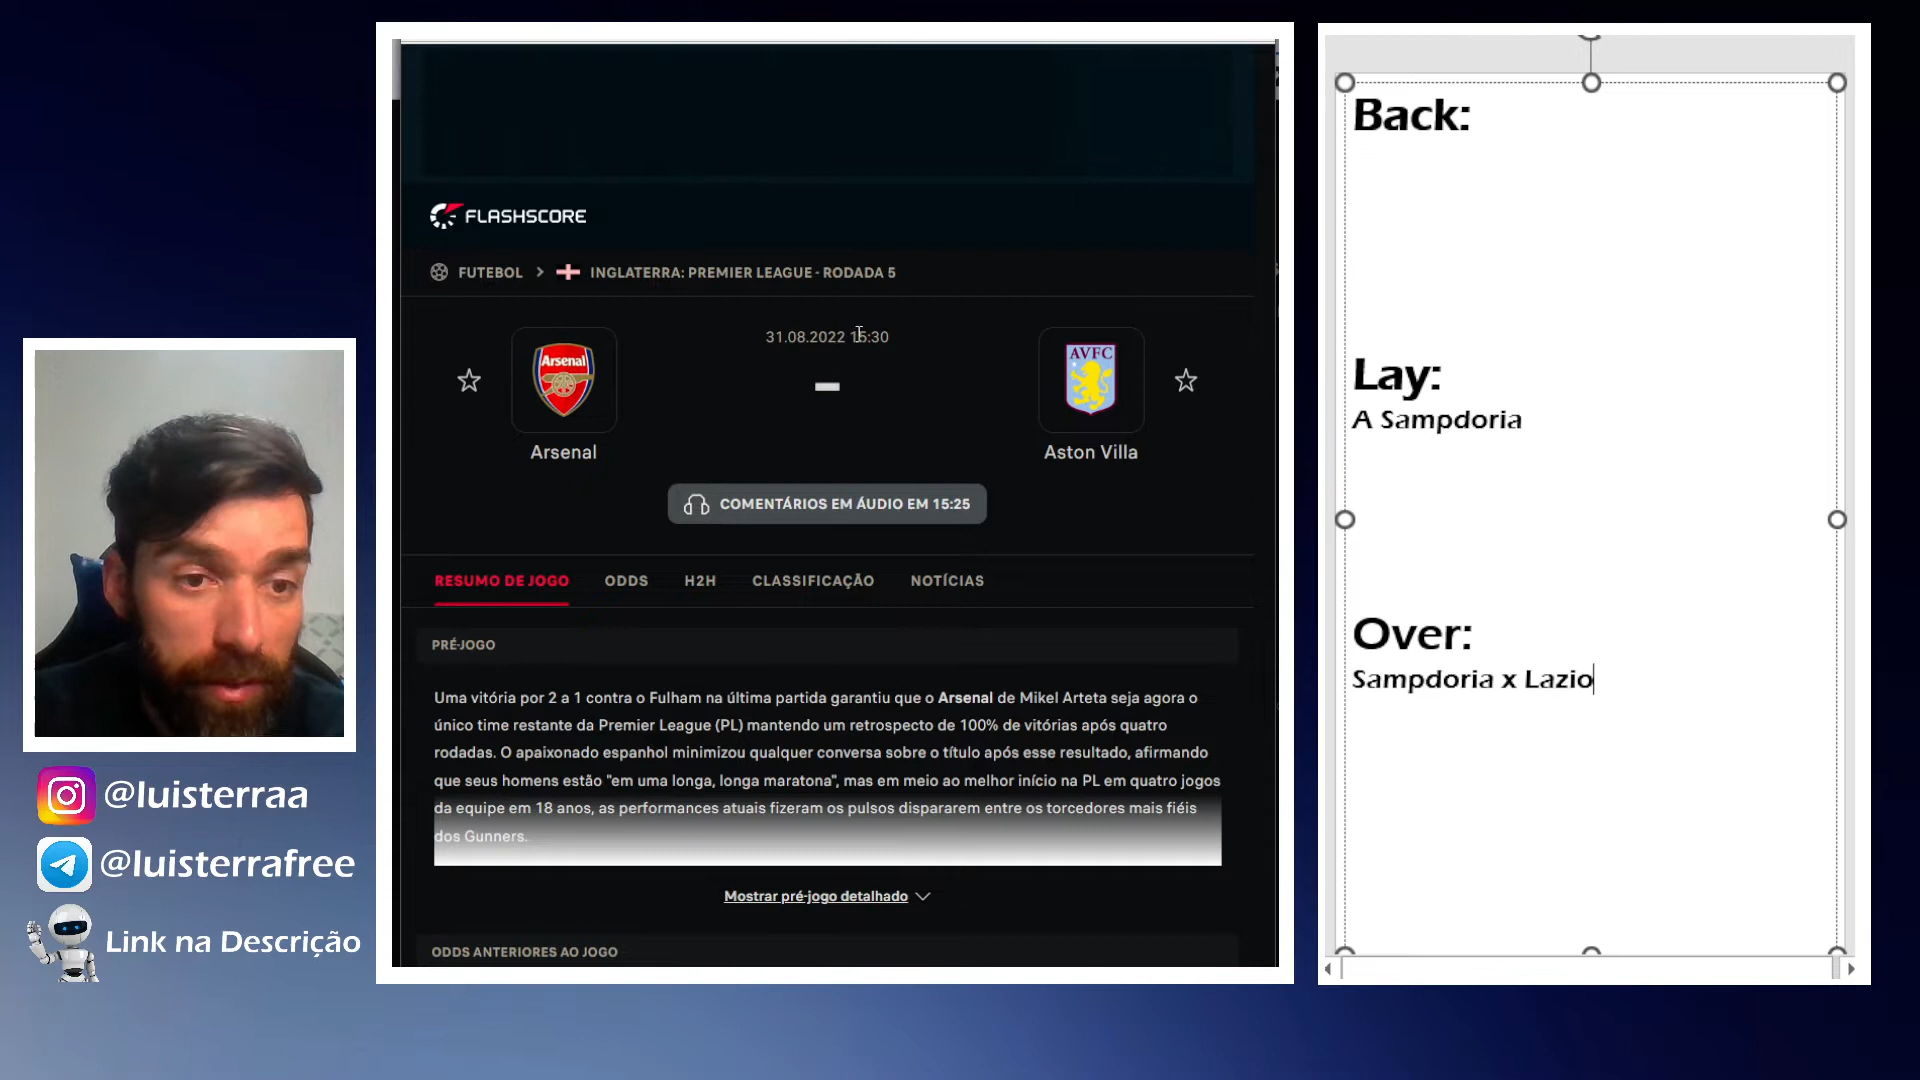 FLASHSCORE
FUTEBOL > INGLATERRA: PREMIER LEAGUE - RODADA 5
31.08.2022 15:30
Arsenal
AVFC
Arsenal
Aston Villa
COMENTÁRIOS EM ÁUDIO EM 15:25
RESUMO DE JOGO ODDS H2H CLASSIFICAÇÃO NOTÍCIAS
PRÉ-JOGO
Uma vitória por 2 a 1 contra o Fulham na última partida garantiu que o Arsenal de Mikel Arteta seja agora o
único time restante da Premier League (PL) mantendo um retrospecto de 100% de vitórias após quatro
rodadas. O apaixonado espanhol minimizou qualquer conversa sobre o título após esse resultado, afirmando
que seus homens estão "em uma longa, longa maratona", mas em meio ao melhor início na PL em quatro jogos
da equipe em 18 anos, as performances atuais fizeram os pulsos dispararem entre os torcedores mais fiéis
dos Gunners.
Mostrar pré-jogo detalhado
ODDS ANTERIORES AO JOGO
Back:
Lay:
A Sampdoria
Over:
Sampdoria x Lazio
@luisterraa
@luisterrafree
Link na Descrição